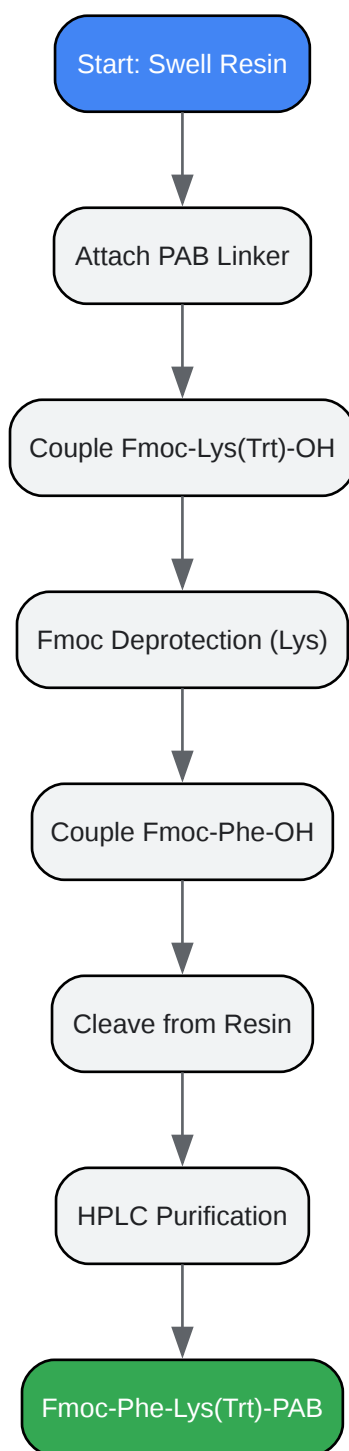 Start: Swell Resin
Attach PAB Linker
Couple Fmoc-Lys(Trt)-OH
Fmoc Deprotection (Lys)
Couple Fmoc-Phe-OH
Cleave from Resin
HPLC Purification
Fmoc-Phe-Lys(Trt)-PAB